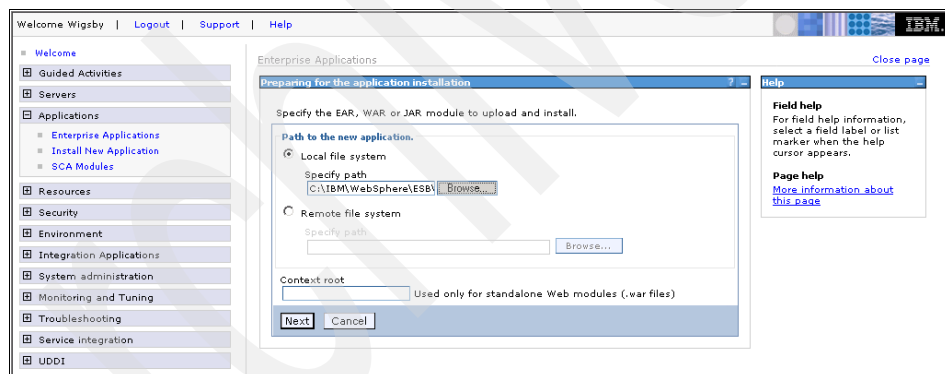 Welcome Wigsby | Logout | Support | Help
IBM.
Welcome
Guided Activities
Servers
Applications
Enterprise Applications
Install New Application
SCA Modules
Resources
Security
Environment
Integration Applications
System administration
Monitoring and Tuning
Troubleshooting
Service integration
UDDI
Enterprise Applications
Close page
Preparing for the application installation ? -
Specify the EAR, WAR or JAR module to upload and install.
Path to the new application.
Local file system
Specify path
C:\IBM\WebSphere\ESB\ Browse...
Remote file system
Specify path
Browse...
Context root
Used only for standalone Web modules (.war files)
Next Cancel
Help -
Field help
For field help information,
select a field label or list
marker when the help
cursor appears.
Page help
More information about
this page